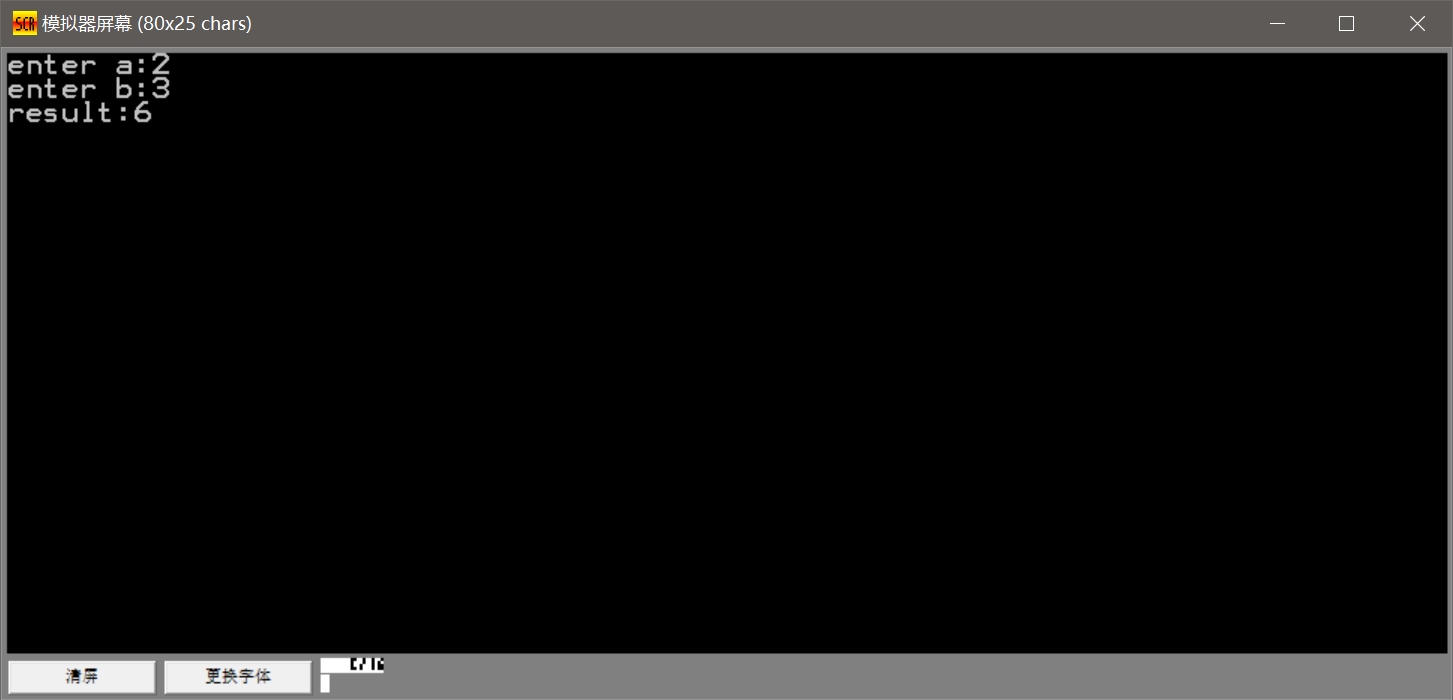 SCR 模拟器屏幕 (80x25 chars)
enter a:2
enter b:3
result:6
清屏 更换字体